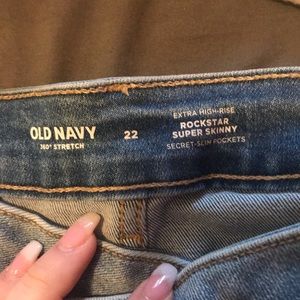 OLD NAVY
360° STRETCH
22
EXTRA HIGH-RISE
ROCKSTAR
SUPER SKINNY
SECRET-SLIM POCKETS